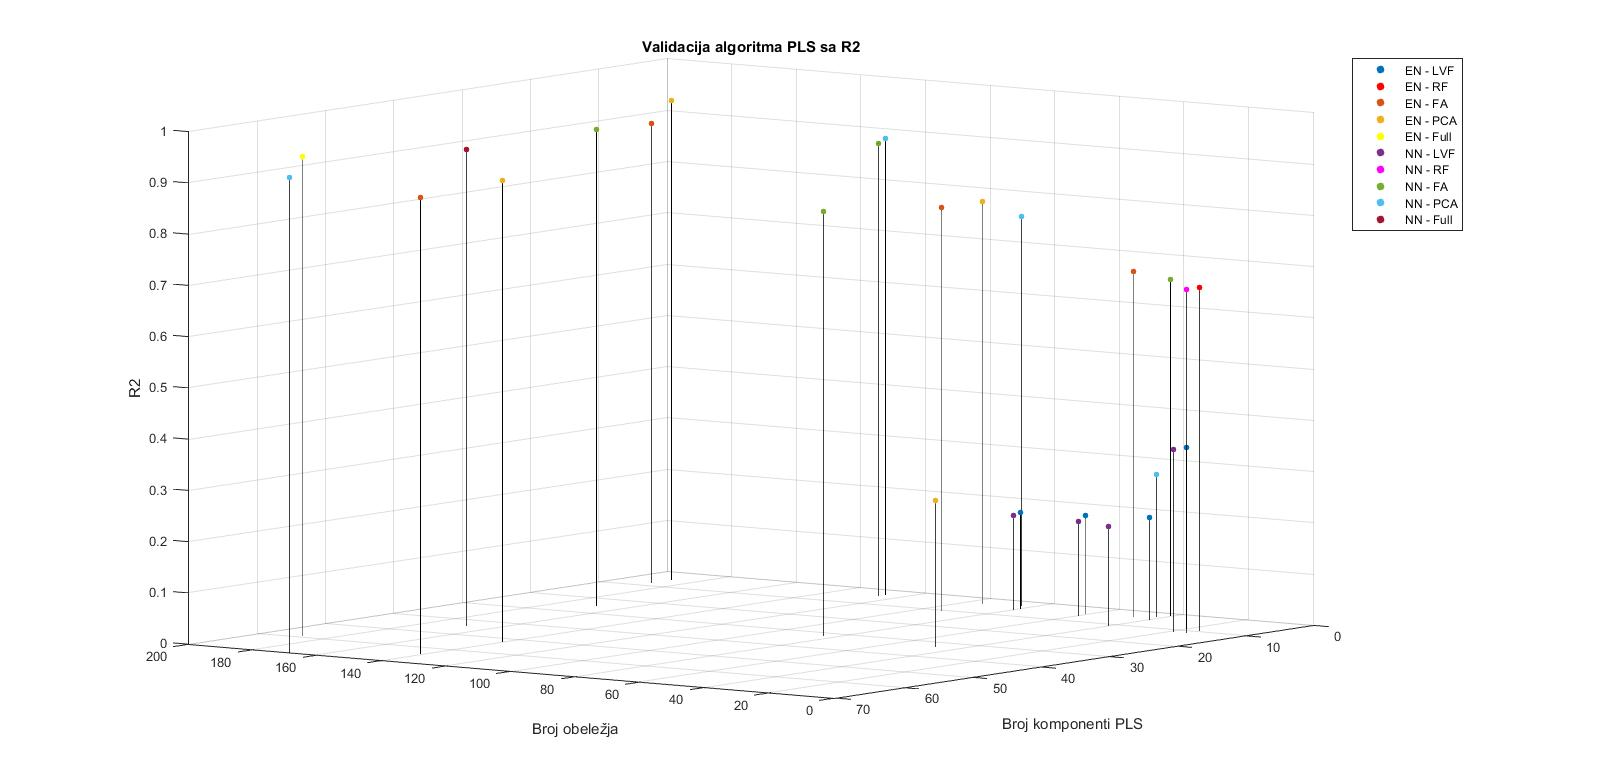 Validacija algoritma PLS sa R2
EN - LVF
EN - RF
EN - FA
EN - PCA
EN - Full
NN - LVF
NN - RF
NN - FA
NN - PCA
NN - Full
1
0.9
0.8
0.7
0.6
0.5
0.4
0.3
0.2
0.1
0
R2
200
180
160
140
120
100
80
60
40
20
0
Broj obeležja
70
60
50
40
30
20
10
0
Broj komponenti PLS